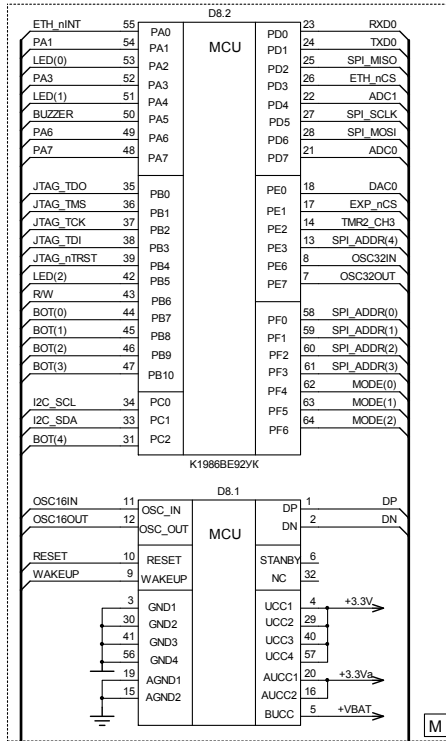 D8.2
ETH_nINT 55 PA0 MCU PD0 23 RXD0
PA1 54 PA1 PD1 24 TXD0
LED(0) 53 PA2 PD2 25 SPI_MISO
PA3 52 PA3 PD3 26 ETH_nCS
LED(1) 51 PA4 PD4 22 ADC1
BUZZER 50 PA5 PD5 27 SPI_SCLK
PA6 49 PA6 PD6 28 SPI_MOSI
PA7 48 PA7 PD7 21 ADC0
JTAG_TDO 35 PB0 PE0 18 DAC0
JTAG_TMS 36 PB1 PE1 17 EXP_nCS
JTAG_TCK 37 PB2 PE2 14 TMR2_CH3
JTAG_TDI 38 PB3 PE3 13 SPI_ADDR(4)
JTAG_nTRST 39 PB4 PE6 8 OSC32IN
LED(2) 42 PB5 PE7 7 OSC32OUT
R/W 43 PB6
BOT(0) 44 PB7 PF0 58 SPI_ADDR(0)
BOT(1) 45 PB8 PF1 59 SPI_ADDR(1)
BOT(2) 46 PB9 PF2 60 SPI_ADDR(2)
BOT(3) 47 PB10 PF3 61 SPI_ADDR(3)
PF4 62 MODE(0)
I2C_SCL 34 PC0 PF5 63 MODE(1)
I2C_SDA 33 PC1 PF6 64 MODE(2)
BOT(4) 31 PC2
К1986ВЕ92УК
D8.1
OSC16IN 11 OSC_IN MCU DP 1 DP
OSC16OUT 12 OSC_OUT DN 2 DN
RESET 10 RESET STANBY 6
WAKEUP 9 WAKEUP NC 32
3 GND1 UCC1 4 +3.3V
30 GND2 UCC2 29
41 GND3 UCC3 40
56 GND4 UCC4 57
19 AGND1 AUCC1 20 +3.3Va
15 AGND2 AUCC2 16
BUCC 5 +VBAT
M